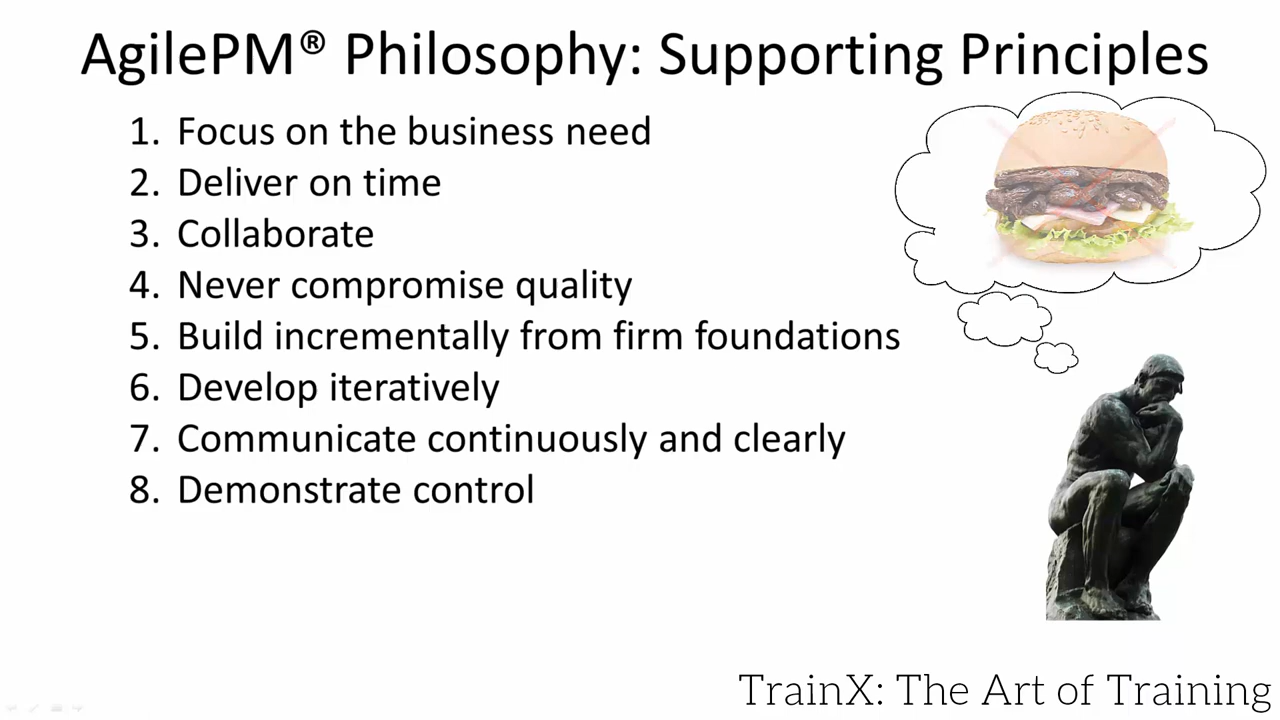 AgilePM® Philosophy: Supporting Principles
1. Focus on the business need
2. Deliver on time
3. Collaborate
4. Never compromise quality
5. Build incrementally from firm foundations
6. Develop iteratively
7. Communicate continuously and clearly
8. Demonstrate control
TrainX: The Art of Training